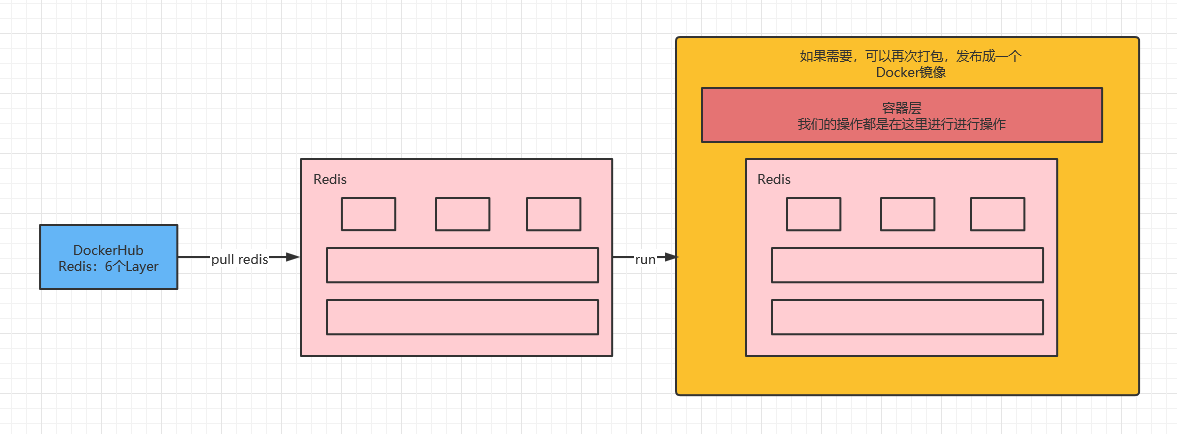 如果需要，可以再次打包，发布成一个
Docker镜像
容器层
我们的操作都是在这里进行进行操作
Redis
Redis
DockerHub
Redis：6个Layer
pull redis
run